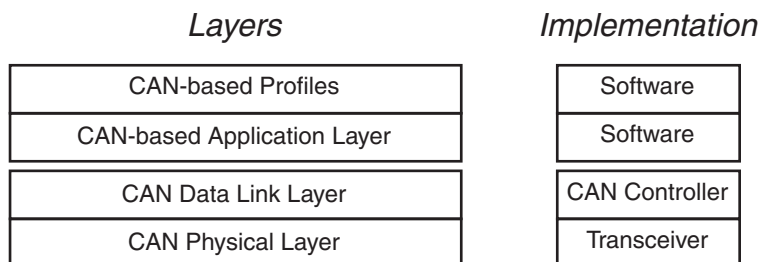 Layers Implementation
CAN-based Profiles Software
CAN-based Application Layer Software
CAN Data Link Layer CAN Controller
CAN Physical Layer Transceiver